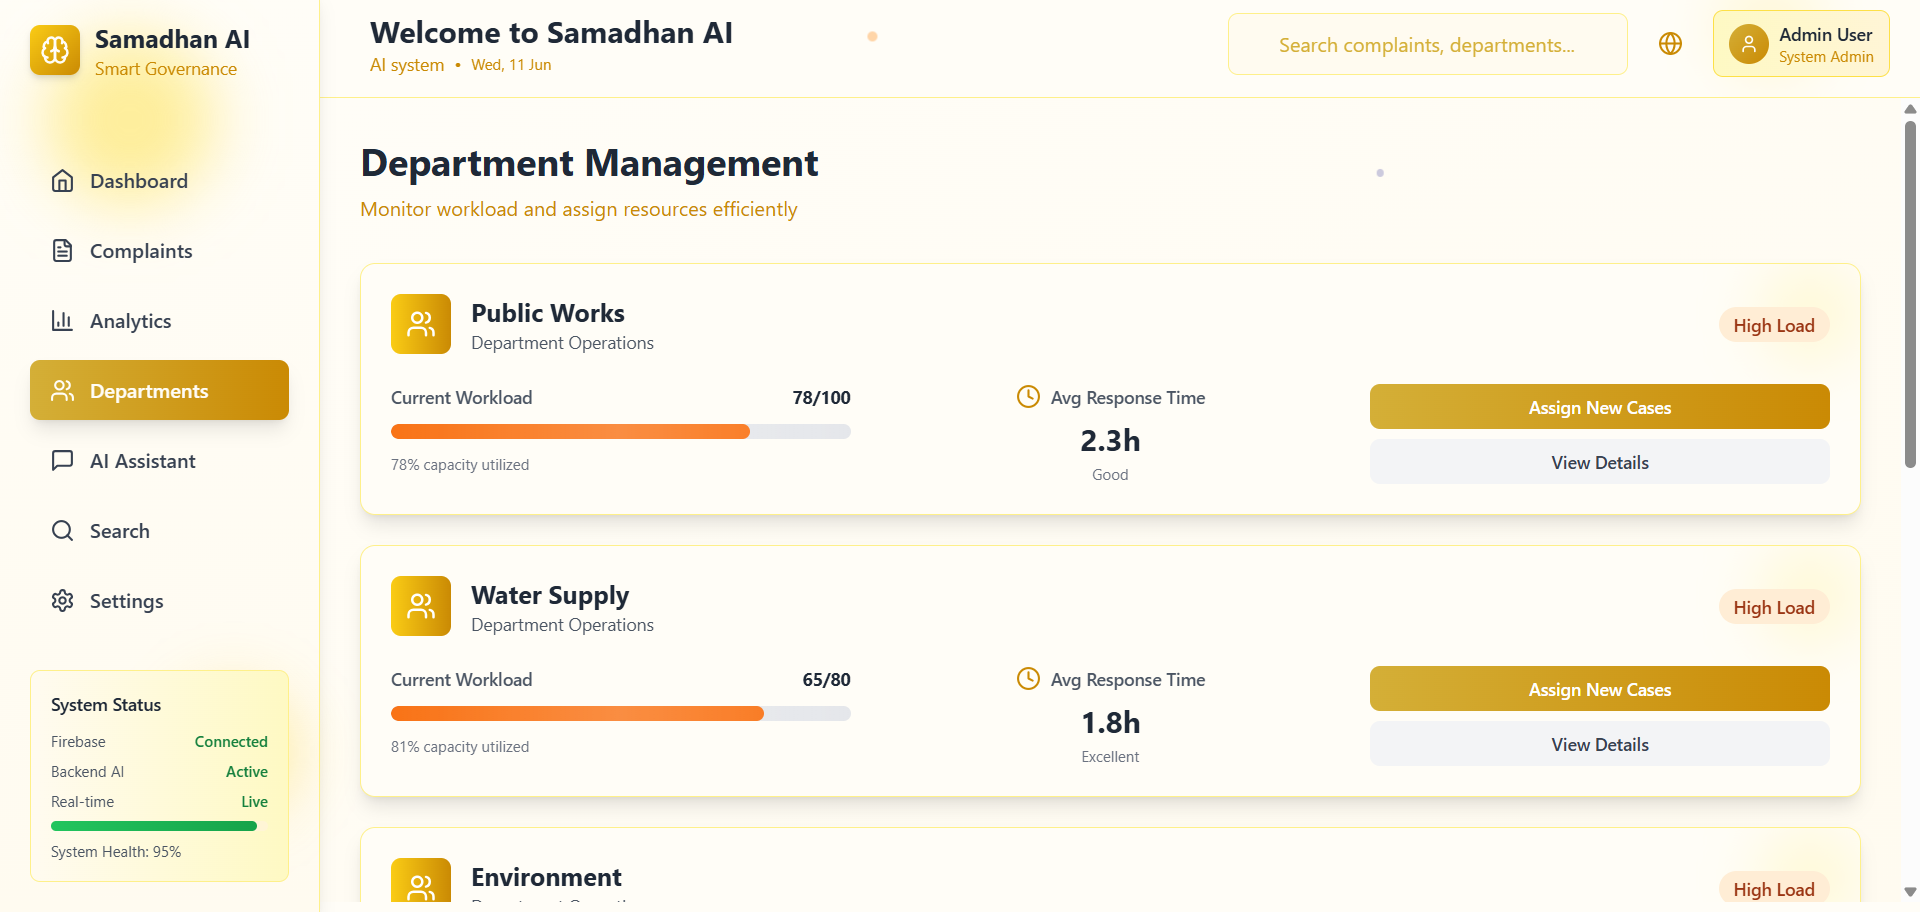 Samadhan AI
Smart Governance
Dashboard
Complaints
Analytics
Departments
AI Assistant
Search
Settings
System Status
Firebase Connected
Backend AI Active
Real-time Live
System Health: 95%
Welcome to Samadhan AI
AI system • Wed, 11 Jun
Search complaints, departments...
Admin User
System Admin
Department Management
Monitor workload and assign resources efficiently
Public Works
Department Operations
High Load
Current Workload 78/100
78% capacity utilized
Avg Response Time
2.3h
Good
Assign New Cases
View Details
Water Supply
Department Operations
High Load
Current Workload 65/80
81% capacity utilized
Avg Response Time
1.8h
Excellent
Assign New Cases
View Details
Environment
High Load